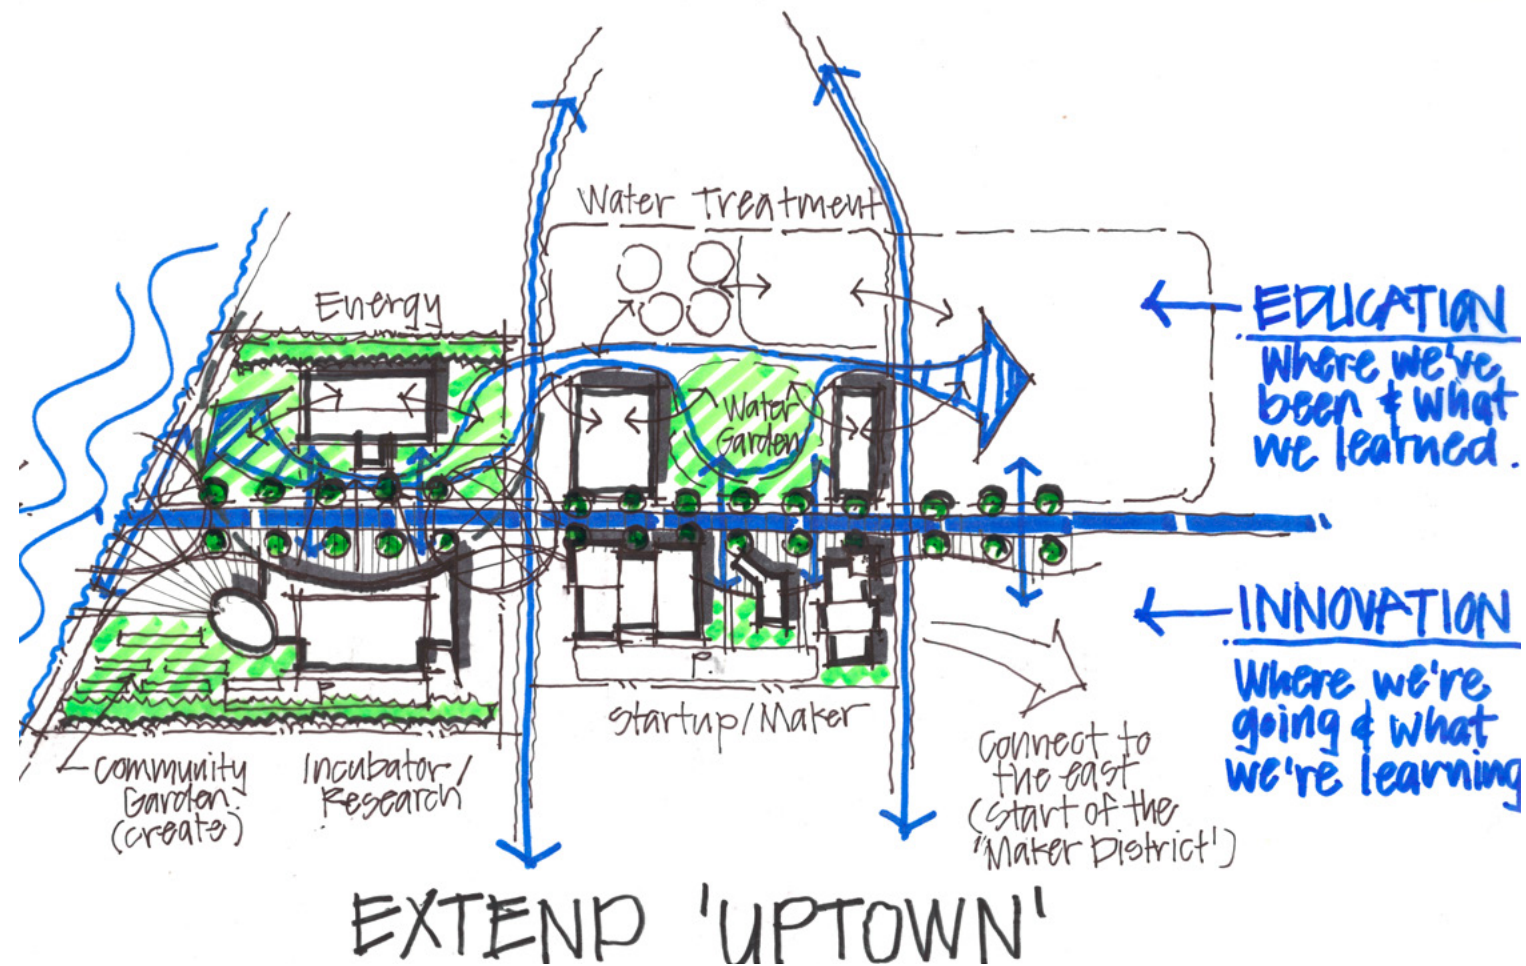 Water Treatment
Energy
EDUCATION
Where we've
been & what
we learned.
Water
Garden
INNOVATION
Where we're
going & what
we're learning
P.
P
Startup/Maker
Community
Garden.
(create)
Incubator/
Research
Connect to
the east
(Start of the
"Maker District')
EXTEND 'UPTOWN'